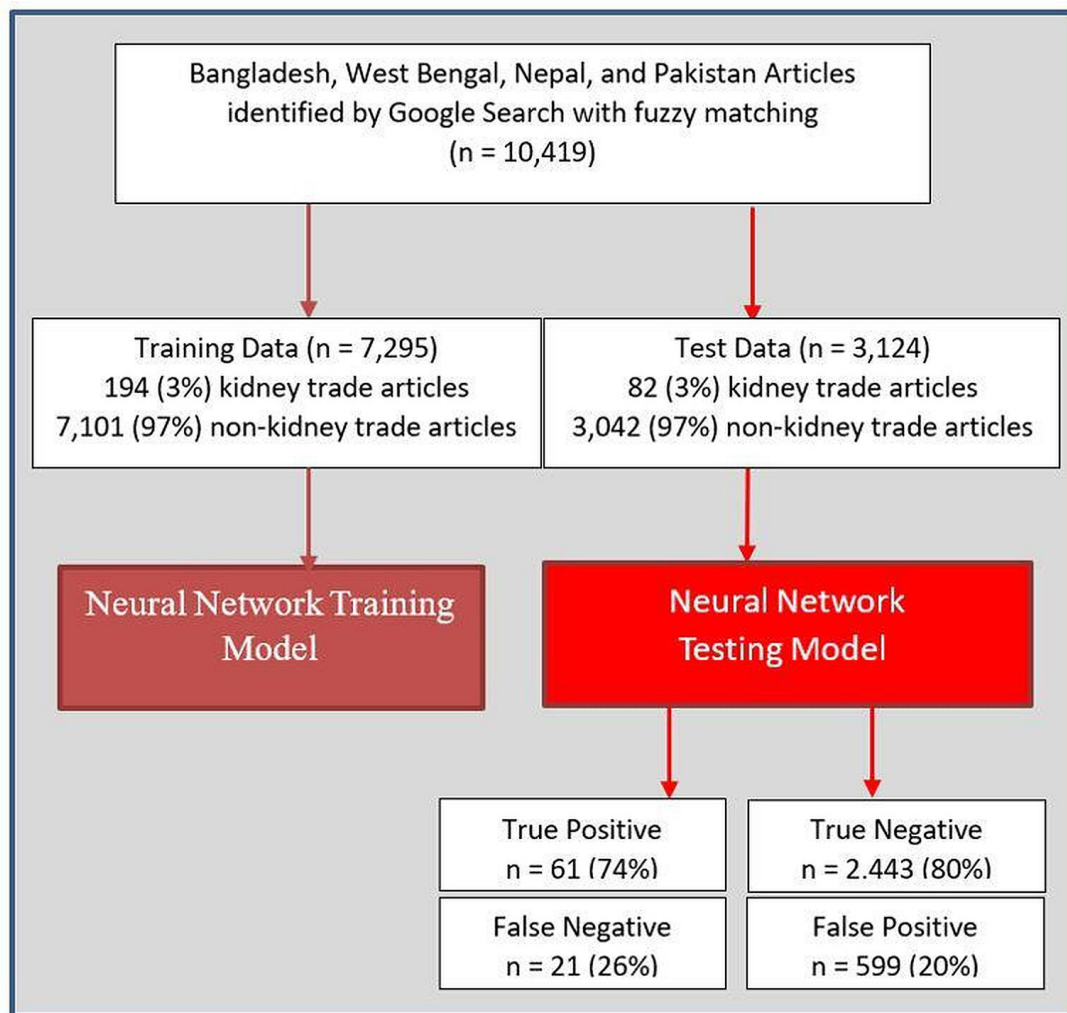 Bangladesh, West Bengal, Nepal, and Pakistan Articles
identified by Google Search with fuzzy matching
(n = 10,419)
Training Data (n = 7,295)
194 (3%) kidney trade articles
7,101 (97%) non-kidney trade articles
Test Data (n = 3,124)
82 (3%) kidney trade articles
3,042 (97%) non-kidney trade articles
Neural Network Training
Model
Neural Network
Testing Model
True Positive
n = 61 (74%)
True Negative
n = 2.443 (80%)
False Negative
n = 21 (26%)
False Positive
n = 599 (20%)